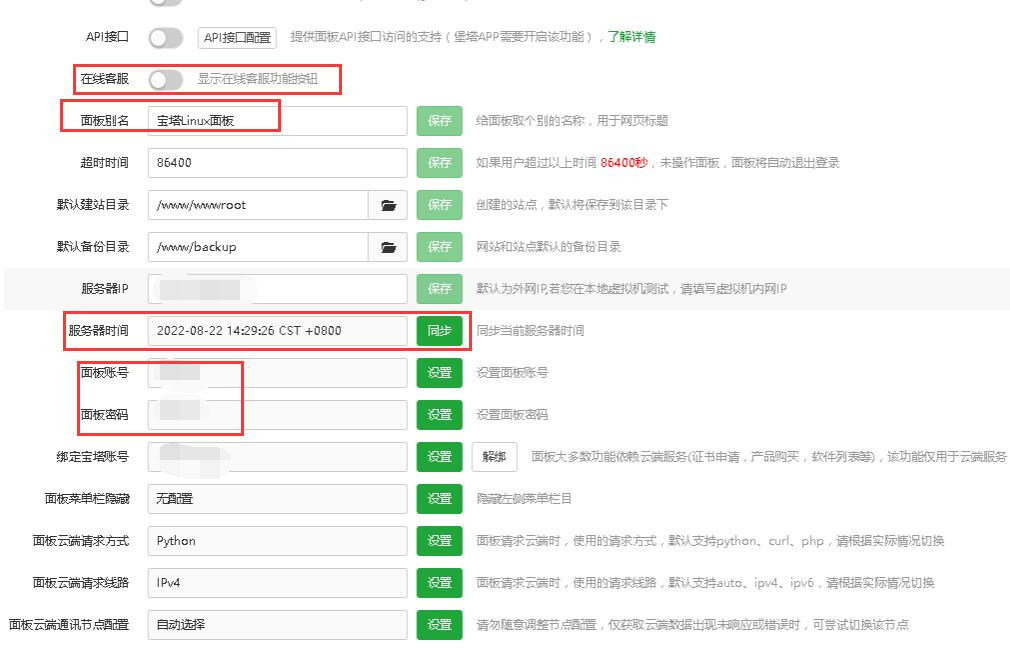 API接口 API接口配置 提供面板API接口访问的支持（堡塔APP需要开启该功能），了解详情
在线客服 显示在线客服功能按钮
面板别名 宝塔Linux面板 保存 给面板取个别的名称，用于网页标题
超时时间 86400 保存 如果用户超过以上时间 86400秒，未操作面板，面板将自动退出登录
默认建站目录 /www/wwwroot 保存 创建的站点，默认将保存到该目录下
默认备份目录 /www/backup 保存 网站和站点默认的备份目录
服务器IP 保存 默认为外网IP,若您在本地虚拟机测试，请填写虚拟机内网IP
服务器时间 2022-08-22 14:29:26 CST +0800 同步 同步当前服务器时间
面板账号 设置 设置面板账号
面板密码 设置 设置面板密码
绑定宝塔账号 设置 解绑 面板大多数功能依赖云端服务(证书申请，产品购买，软件列表等)，该功能仅用于云端服务
面板菜单栏隐藏 无配置 设置 隐藏左侧菜单栏目
面板云端请求方式 Python 设置 面板请求云端时，使用的请求方式，默认支持python、curl、php，请根据实际情况切换
面板云端请求线路 IPv4 设置 面板请求云端时，使用的请求线路，默认支持auto、ipv4、ipv6，请根据实际情况切换
面板云端通讯节点配置 自动选择 设置 请勿随意调整节点配置，仅获取云端数据出现未响应或错误时，可尝试切换该节点